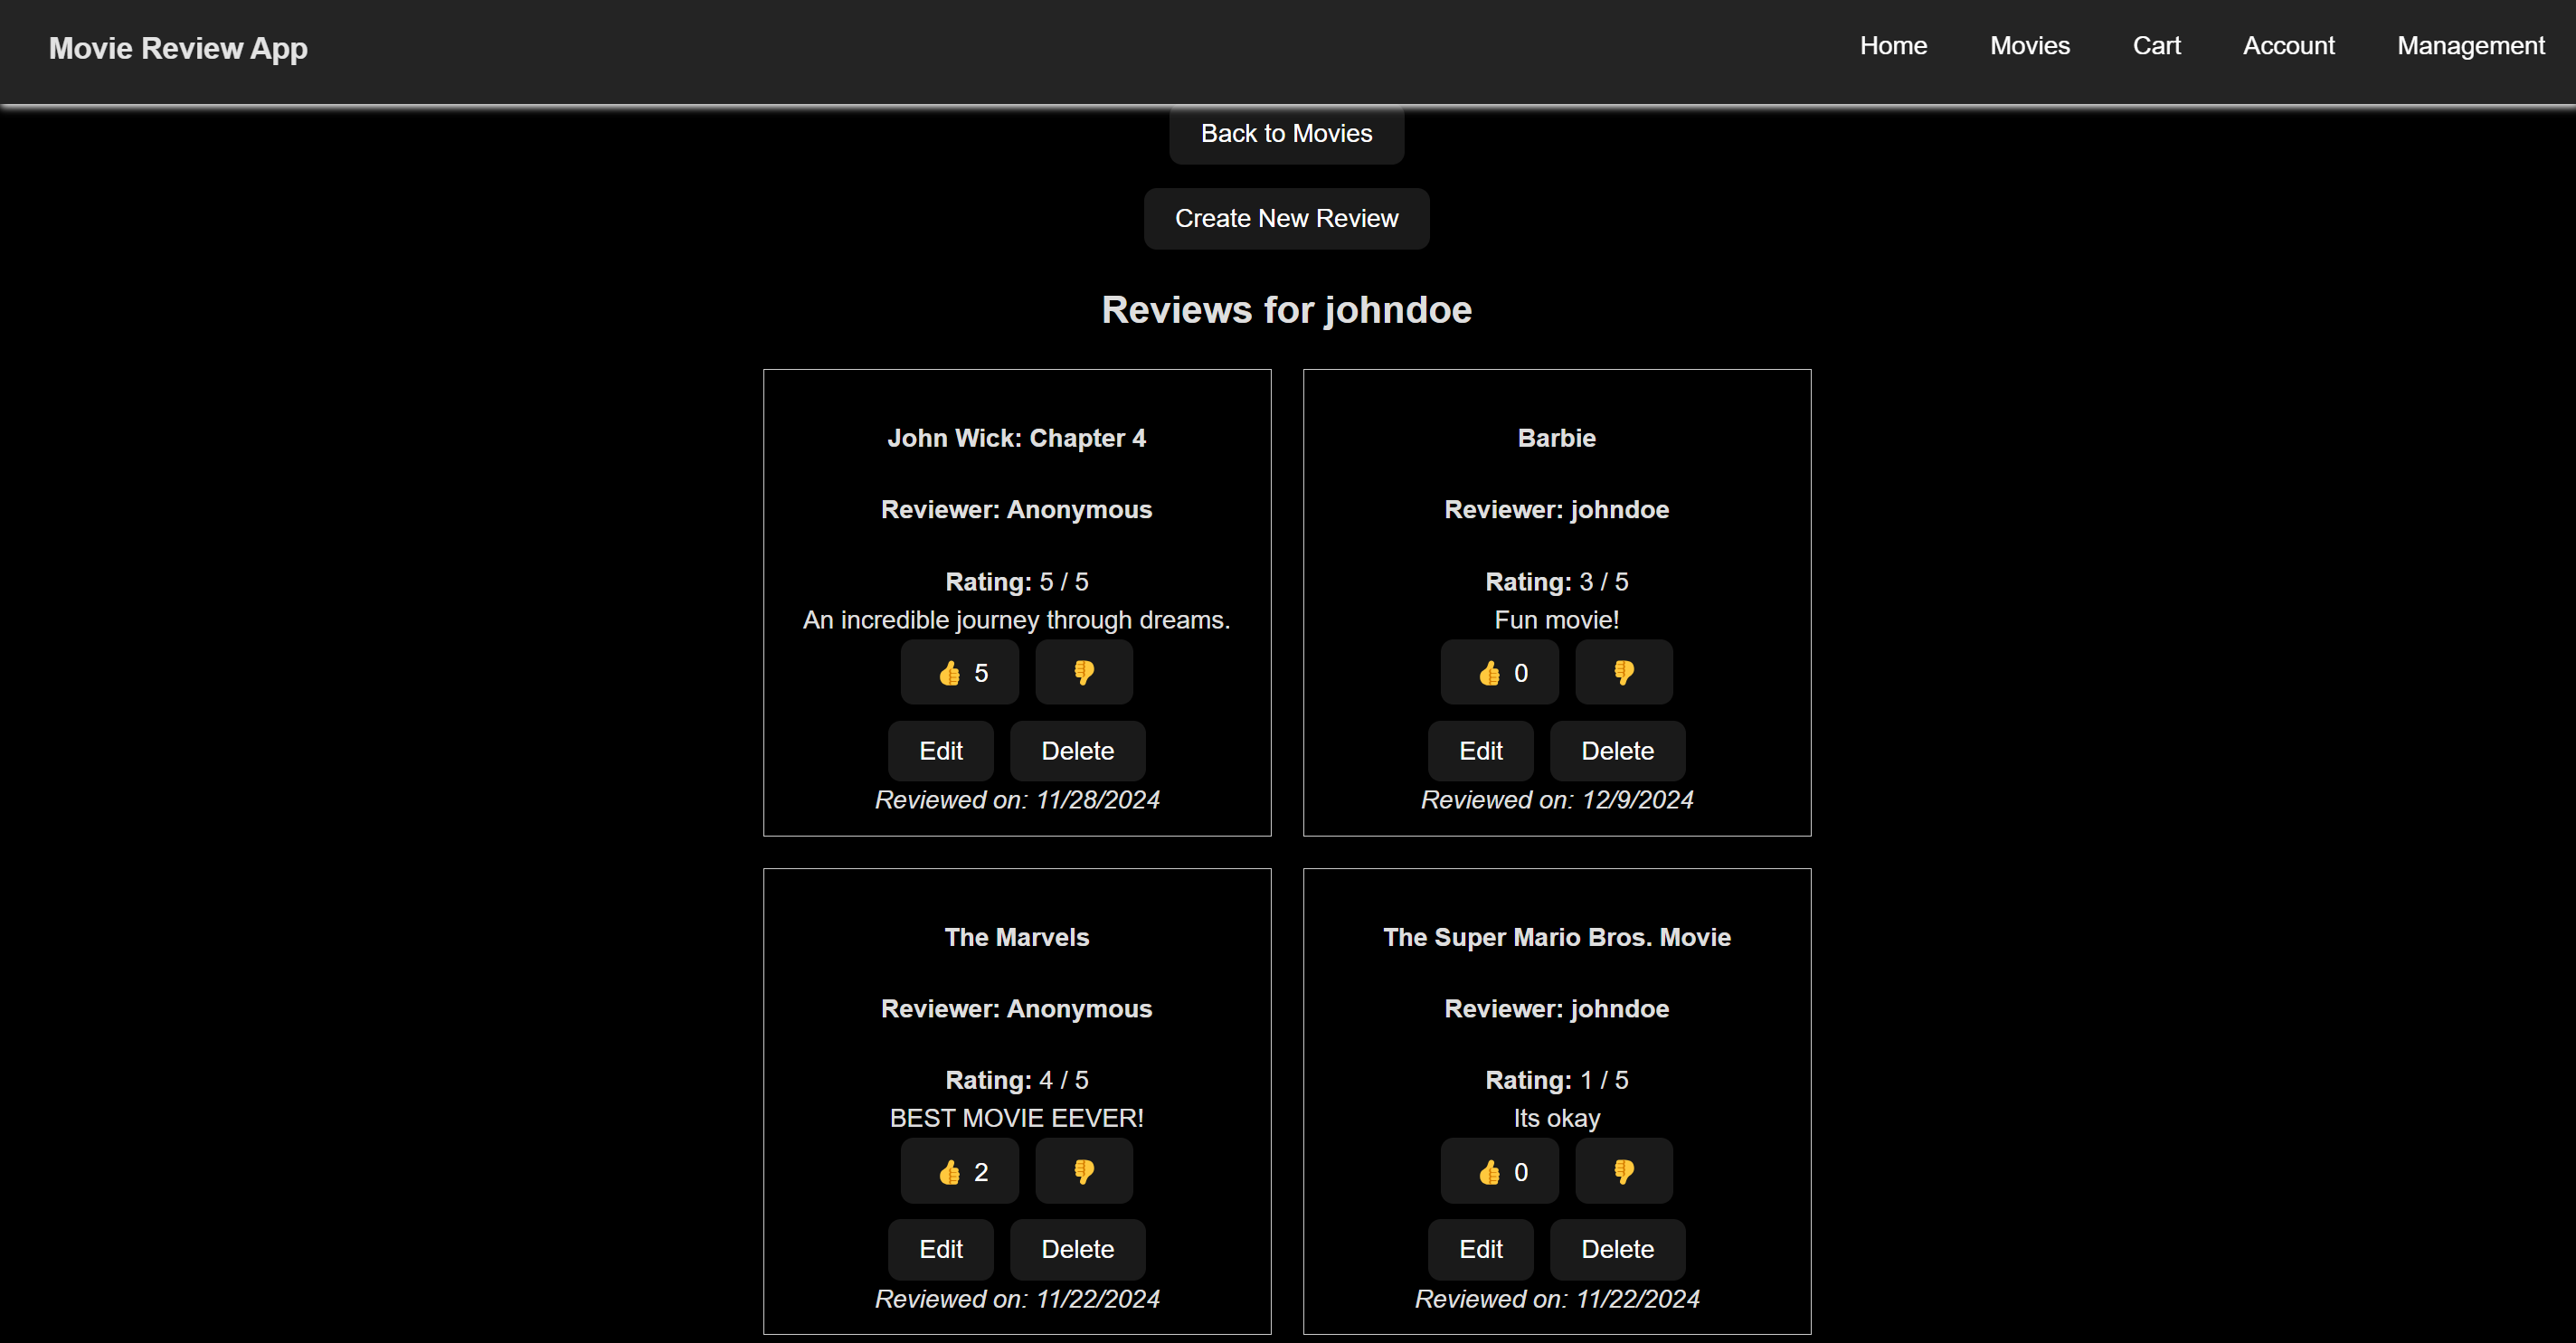 Movie Review App
Home Movies Cart Account Management
Back to Movies
Create New Review
Reviews for johndoe
John Wick: Chapter 4
Reviewer: Anonymous
Rating: 5 / 5
An incredible journey through dreams.
👍 5 👎
Edit Delete
Reviewed on: 11/28/2024
Barbie
Reviewer: johndoe
Rating: 3 / 5
Fun movie!
👍 0 👎
Edit Delete
Reviewed on: 12/9/2024
The Marvels
Reviewer: Anonymous
Rating: 4 / 5
BEST MOVIE EEVER!
👍 2 👎
Edit Delete
Reviewed on: 11/22/2024
The Super Mario Bros. Movie
Reviewer: johndoe
Rating: 1 / 5
Its okay
👍 0 👎
Edit Delete
Reviewed on: 11/22/2024